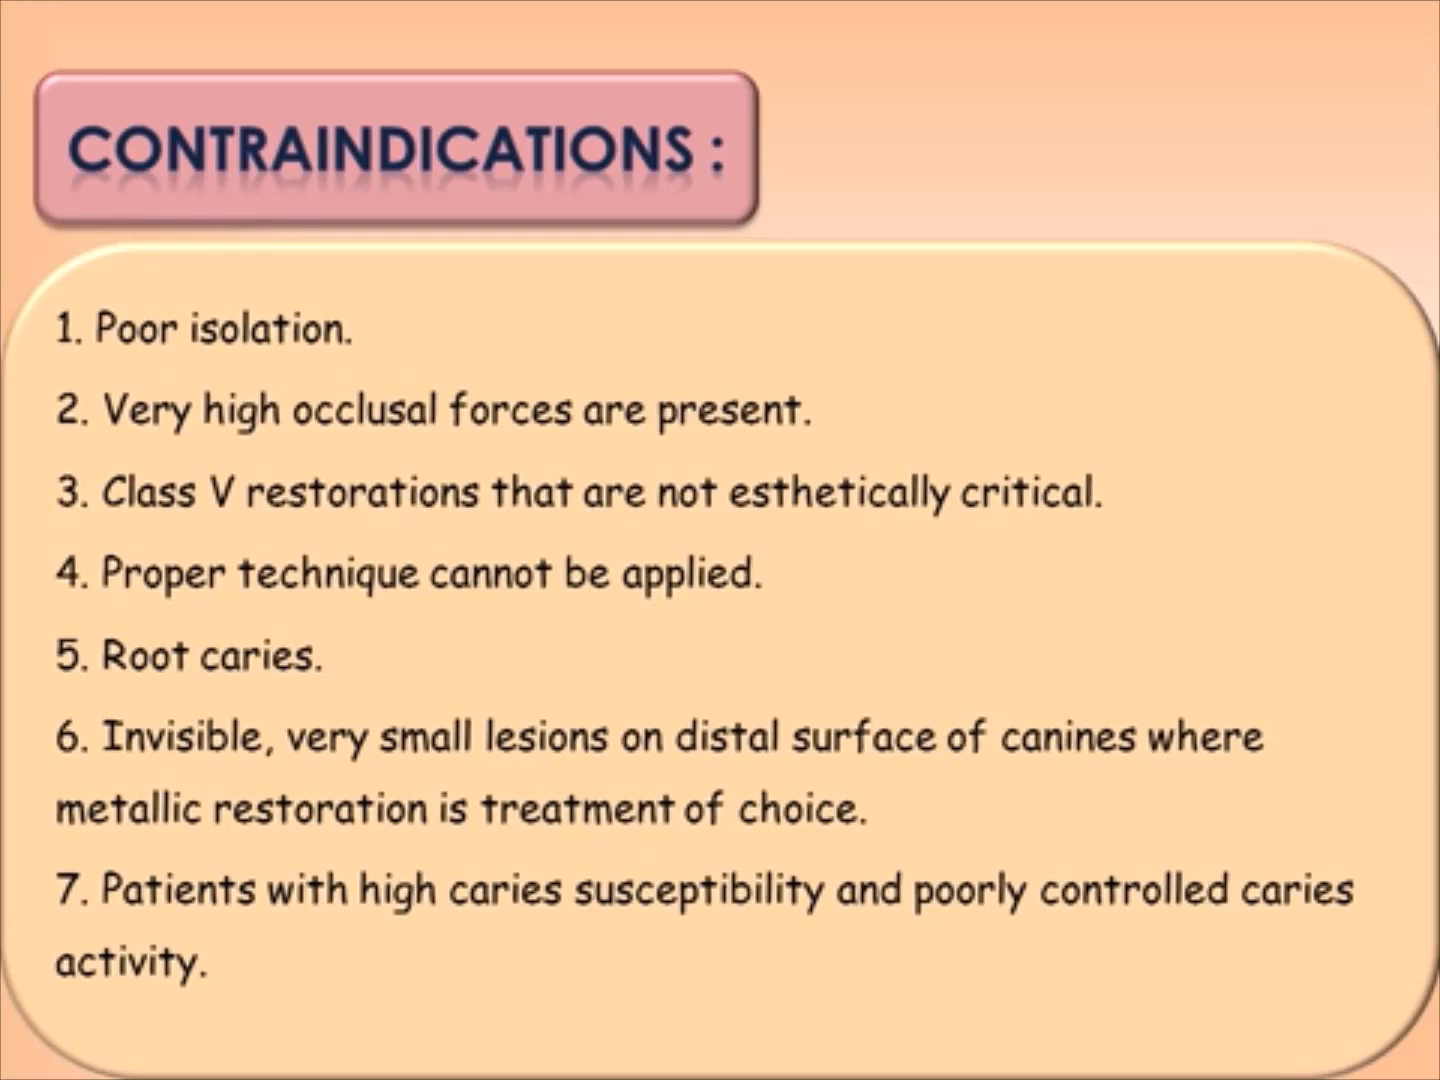 CONTRAINDICATIONS :
1. Poor isolation.
2. Very high occlusal forces are present.
3. Class V restorations that are not esthetically critical.
4. Proper technique cannot be applied.
5. Root caries.
6. Invisible, very small lesions on distal surface of canines where
metallic restoration is treatment of choice.
7. Patients with high caries susceptibility and poorly controlled caries
activity.